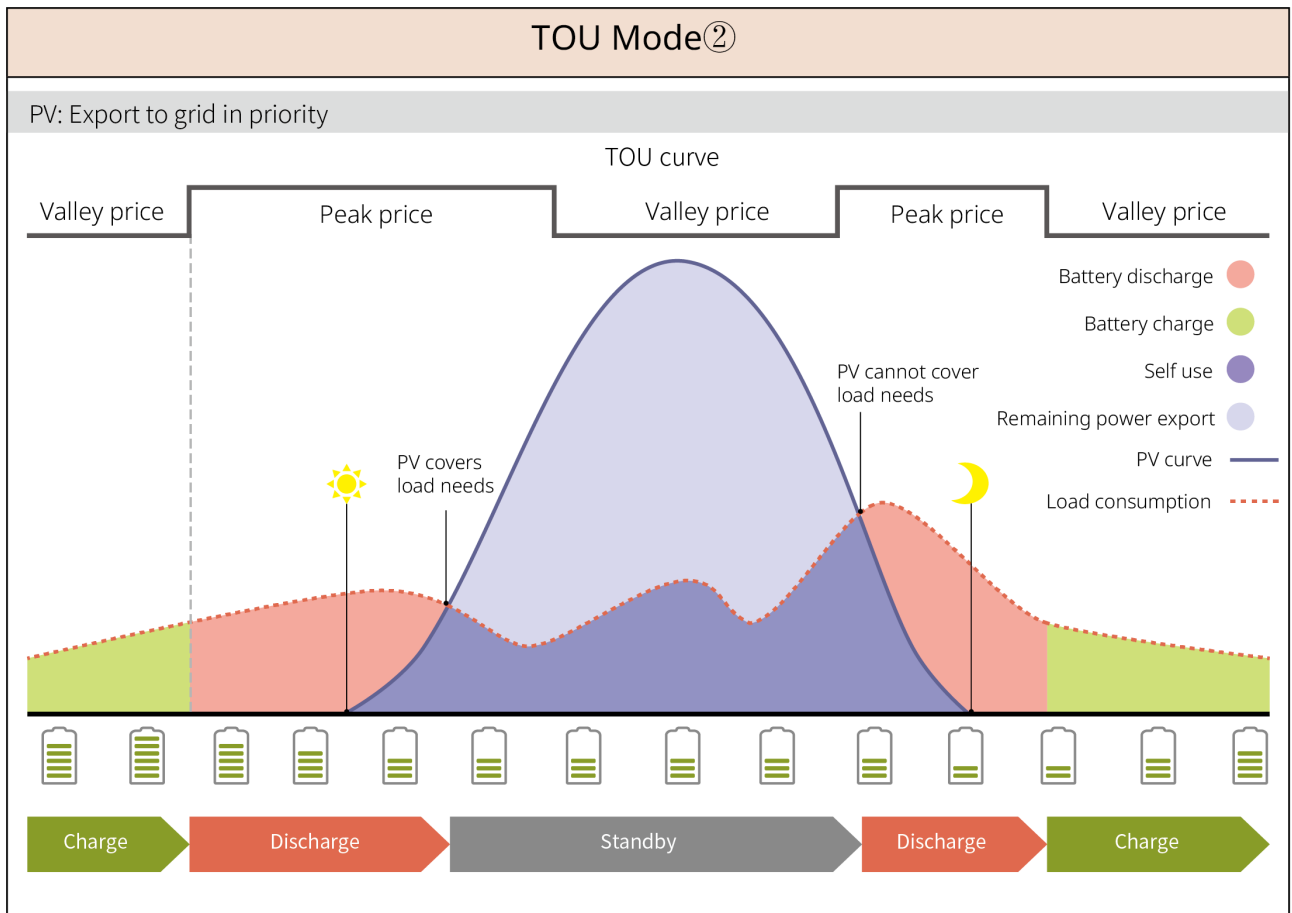 TOU Mode②
PV: Export to grid in priority
TOU curve
Valley price
Peak price
Valley price
Peak price
Valley price
Battery discharge
Battery charge
Self use
Remaining power export
PV curve
Load consumption
PV cannot cover
load needs
PV covers
load needs
Charge
Discharge
Standby
Discharge
Charge